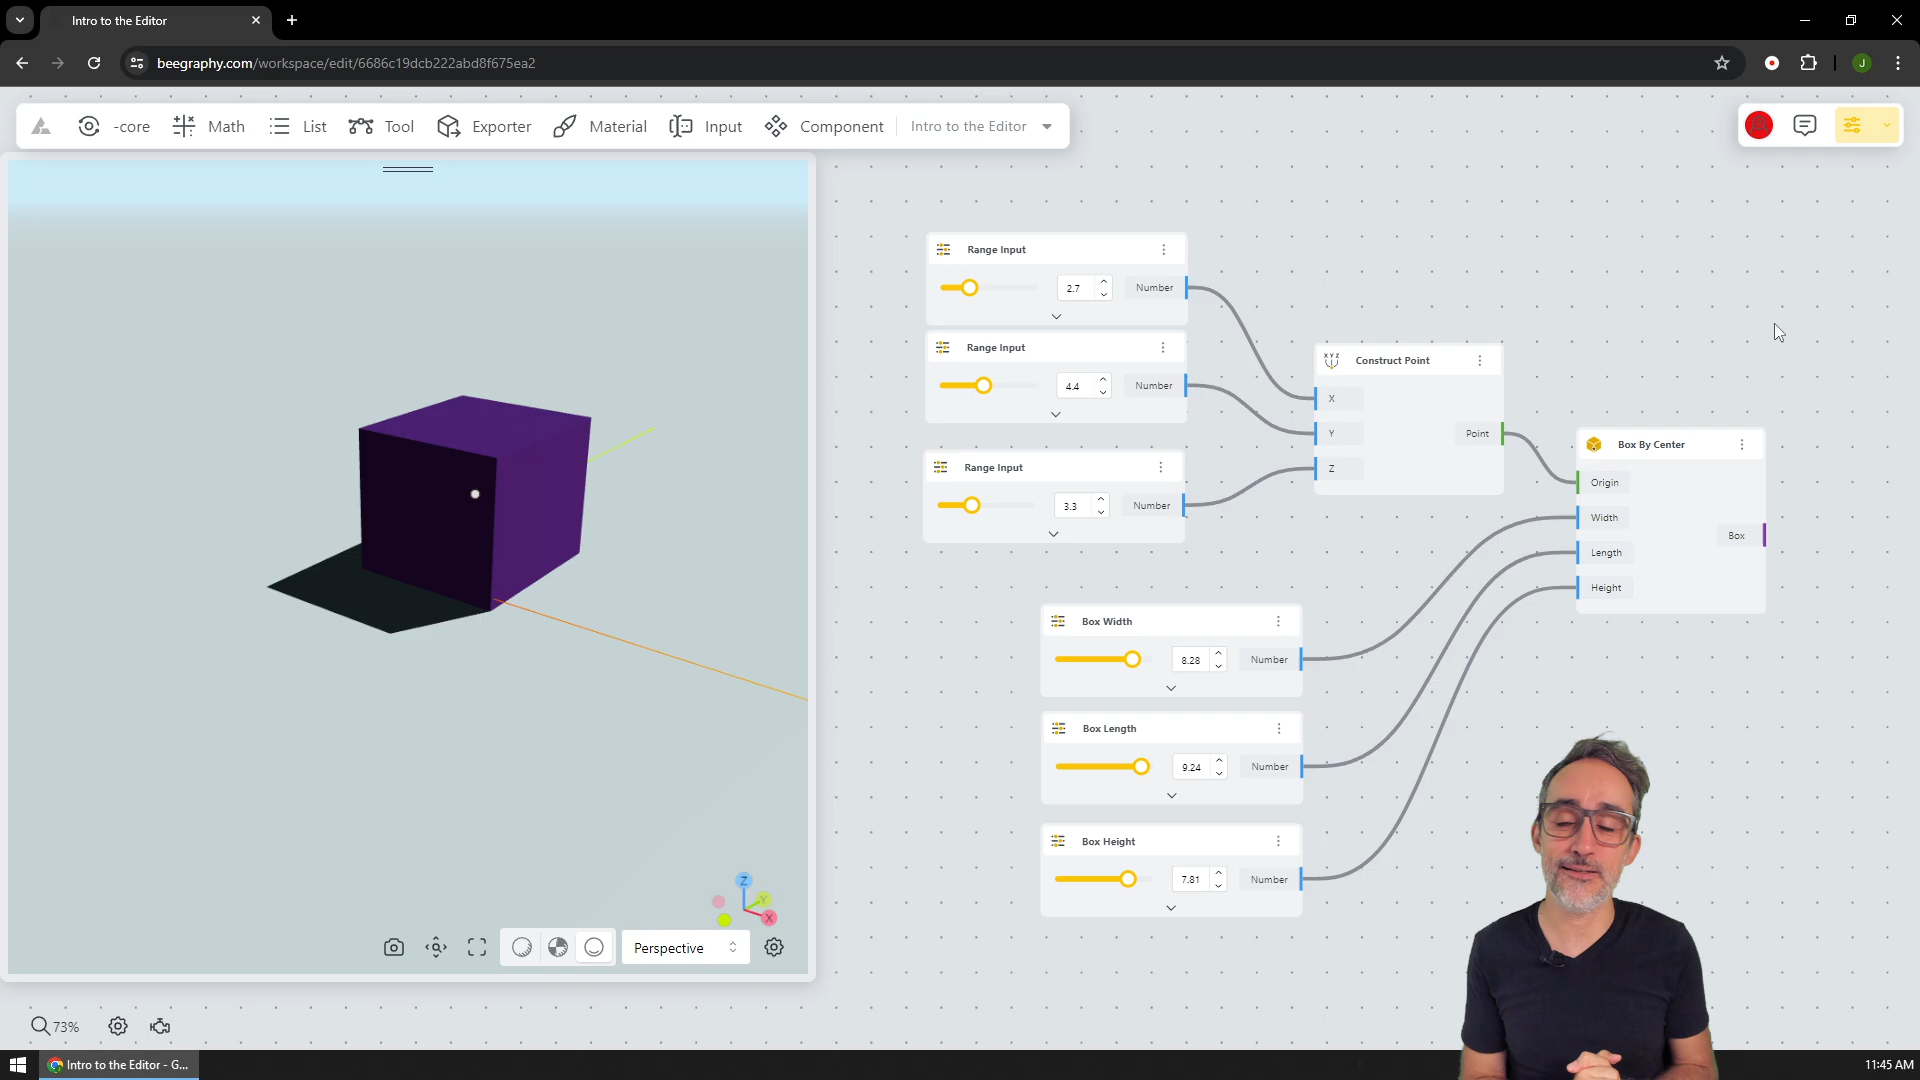 Intro to the Editor
beegraphy.com/workspace/edit/6686c19dcb222abd8f675ea2
J
-core
Math
List
Tool
Exporter
Material
Input
Component
Intro to the Editor
Range Input
2.7
Number
Range Input
4.4
Number
Range Input
3.3
Number
XYZ
Construct Point
X
Y
Z
Point
Box By Center
Origin
Width
Length
Height
Box
Box Width
8.28
Number
Box Length
9.24
Number
Box Height
7.81
Number
Z
Y
X
Perspective
73%
Intro to the Editor - G...
11:45 AM